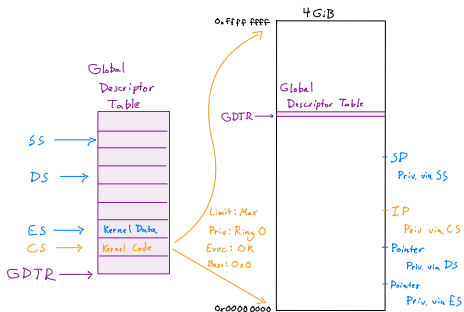 0xffff ffff
4GiB
Global
Descriptor
Table
SS
DS
ES
CS
GDTR
Kernel Data
Kernel Code
Limit: Max
Priv: Ring 0
Exec: OK
Base: 0x0
0x0000 0000
Global
Descriptor Table
GDTR
SP
Priv. via SS
IP
Priv via CS
Pointer
Priv. via DS
Pointer
Priv. via ES